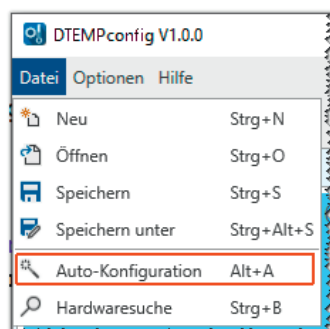 DTEMPconfig V1.0.0
Datei Optionen Hilfe
Neu Strg+N
Öffnen Strg+O
Speichern Strg+S
Speichern unter Strg+Alt+S
Auto-Konfiguration Alt+A
Hardwaresuche Strg+B